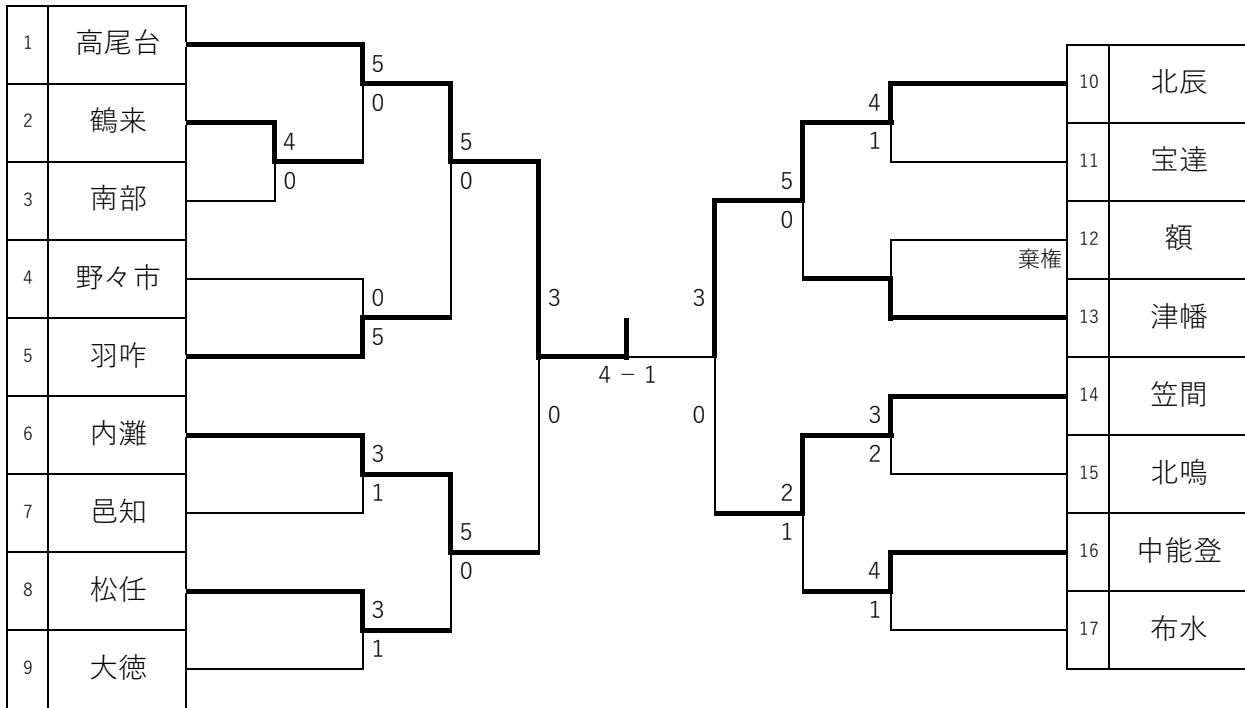 1 高尾台
2 鶴来
3 南部
4 野々市
5 羽咋
6 内灘
7 邑知
8 松任
9 大徳
5
0
4
0
0
5
3
1
3
1
5
0
5
0
3
0
4 − 1
3
0
5
0
2
1
4
1
棄権
3
2
4
1
10 北辰
11 宝達
12 額
13 津幡
14 笠間
15 北鳴
16 中能登
17 布水